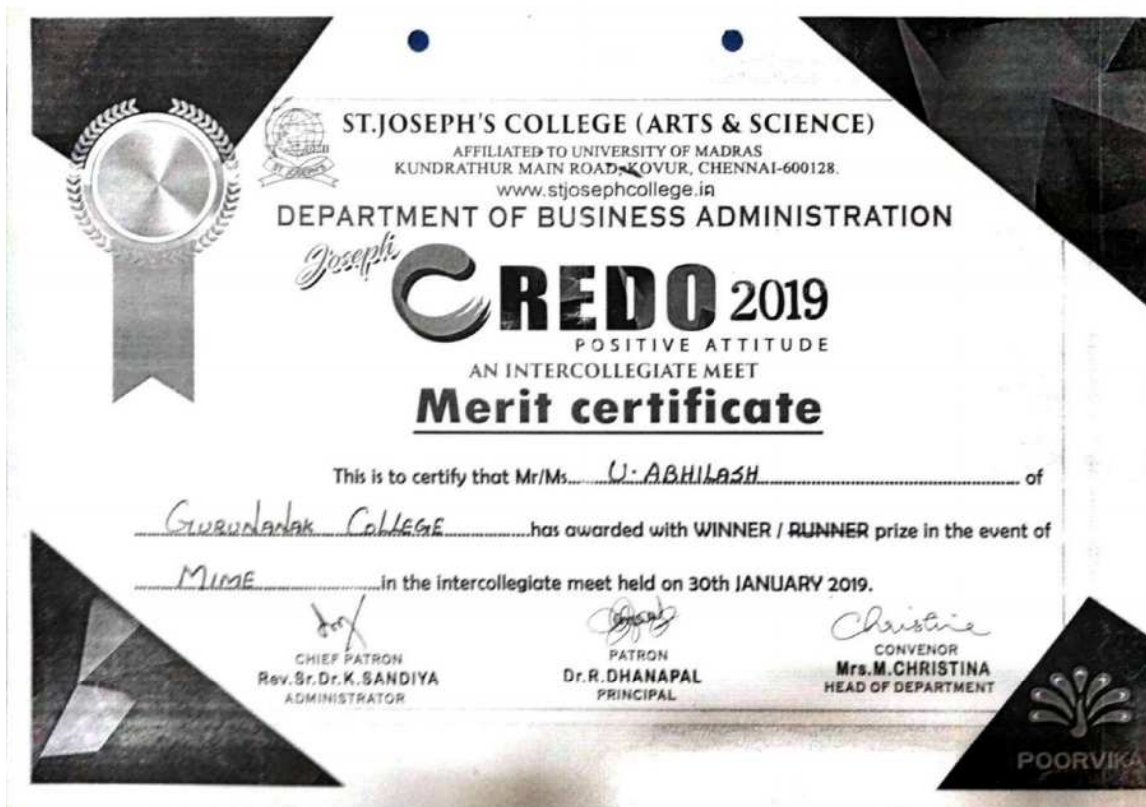 ST.JOSEPH'S COLLEGE (ARTS & SCIENCE)
AFFILIATED TO UNIVERSITY OF MADRAS
KUNDRATHUR MAIN ROAD, KOVUR, CHENNAI-600128.
www.stjosephcollege.in
ST. JOSEPH'S
DEPARTMENT OF BUSINESS ADMINISTRATION
Joseph
CREDO 2019
POSITIVE ATTITUDE
AN INTERCOLLEGIATE MEET
Merit certificate
This is to certify that Mr/Ms. U. ABHILASH of
GURUNANAK COLLEGE has awarded with WINNER / RUNNER prize in the event of
MIME in the intercollegiate meet held on 30th JANUARY 2019.
Christine
CHIEF PATRON
Rev.Sr.Dr.K.SANDIYA
ADMINISTRATOR
PATRON
Dr.R.DHANAPAL
PRINCIPAL
CONVENOR
Mrs.M.CHRISTINA
HEAD OF DEPARTMENT
POORVIKA